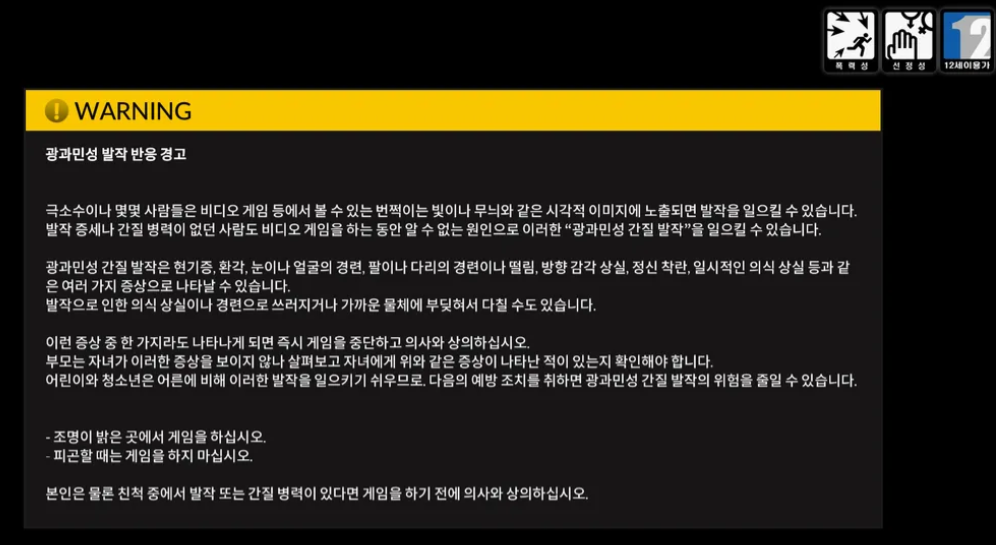 폭력성
선정성
12
12세이용가
! WARNING
광과민성 발작 반응 경고
극소수이나 몇몇 사람들은 비디오 게임 등에서 볼 수 있는 번쩍이는 빛이나 무늬와 같은 시각적 이미지에 노출되면 발작을 일으킬 수 있습니다.
발작 증세나 간질 병력이 없던 사람도 비디오 게임을 하는 동안 알 수 없는 원인으로 이러한 “광과민성 간질 발작”을 일으킬 수 있습니다.
광과민성 간질 발작은 현기증, 환각, 눈이나 얼굴의 경련, 팔이나 다리의 경련이나 떨림, 방향 감각 상실, 정신 착란, 일시적인 의식 상실 등과 같
은 여러 가지 증상으로 나타날 수 있습니다.
발작으로 인한 의식 상실이나 경련으로 쓰러지거나 가까운 물체에 부딪혀서 다칠 수도 있습니다.
이런 증상 중 한 가지라도 나타나게 되면 즉시 게임을 중단하고 의사와 상의하십시오.
부모는 자녀가 이러한 증상을 보이지 않나 살펴보고 자녀에게 위와 같은 증상이 나타난 적이 있는지 확인해야 합니다.
어린이와 청소년은 어른에 비해 이러한 발작을 일으키기 쉬우므로. 다음의 예방 조치를 취하면 광과민성 간질 발작의 위험을 줄일 수 있습니다.
- 조명이 밝은 곳에서 게임을 하십시오.
- 피곤할 때는 게임을 하지 마십시오.
본인은 물론 친척 중에서 발작 또는 간질 병력이 있다면 게임을 하기 전에 의사와 상의하십시오.